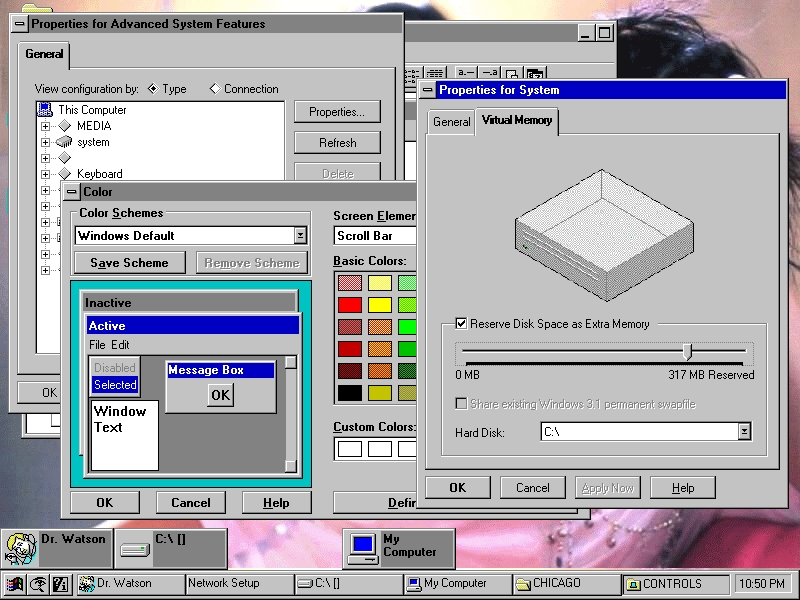 Properties for Advanced System Features
General
View configuration by:
Type
Connection
This Computer
MEDIA
system
Keyboard
Properties...
Refresh
Delete
OK
Color
Color Schemes
Windows Default
Save Scheme
Remove Scheme
Screen Elemen
Scroll Bar
Basic Colors:
Custom Colors:
Inactive
Active
File Edit
Disabled
Selected
Message Box
OK
Window
Text
OK
Cancel
Help
Defin
Properties for System
General
Virtual Memory
Reserve Disk Space as Extra Memory
0 MB
317 MB Reserved
Share existing Windows 3.1 permanent swapfile
Hard Disk:
C:\
OK
Cancel
Apply Now
Help
Dr. Watson
C:\ []
My
Computer
Dr. Watson
Network Setup
C:\ []
My Computer
CHICAGO
CONTROLS
10:50 PM